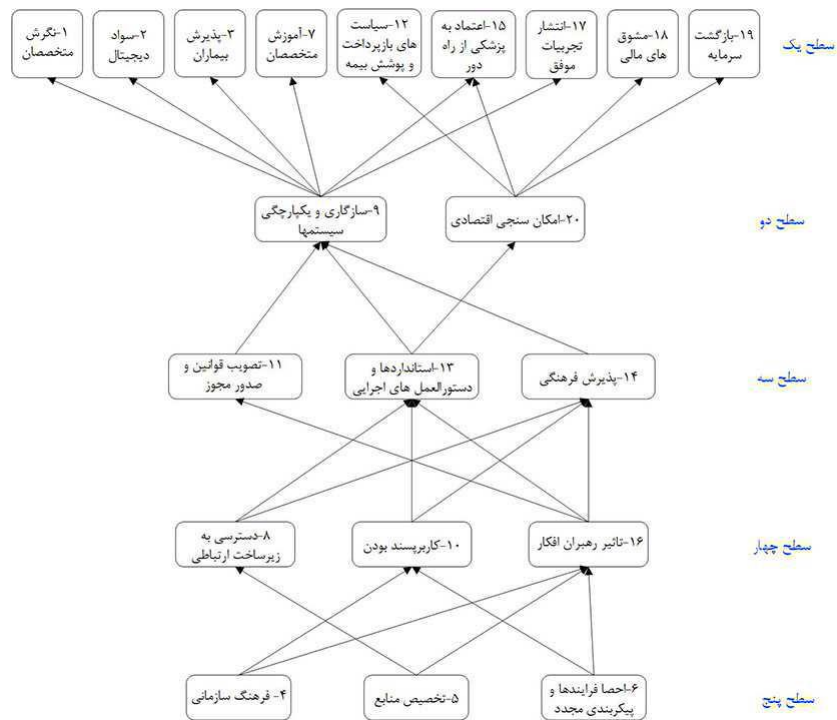 سطح یک
۱۹-بازگشت
سرمایه
۱۸-مشوق
های مالی
۱۷-انتشار
تجربیات
موفق
۱۵-اعتماد به
پزشکی از راه
دور
۱۲-سیاست
های بازپرداخت
و پوشش بیمه
۷-آموزش
متخصصان
۳-پذیرش
بیماران
۲-سواد
دیجیتال
۱-نگرش
متخصصان
سطح دو
۲۰-امکان سنجی اقتصادی
۹-سازگاری و یکپارچگی
سیستمها
سطح سه
۱۴-پذیرش فرهنگی
۱۳-استانداردها و
دستورالعمل های اجرایی
۱۱-تصویب قوانین و
صدور مجوز
سطح چهار
۱۶-تاثیر رهبران افکار
۱۰-کاربرپسند بودن
۸-دسترسی به
زیرساخت ارتباطی
سطح پنج
۶-احصا فرایندها و
پیکربندی مجدد
۵-تخصیص منابع
۴- فرهنگ سازمانی